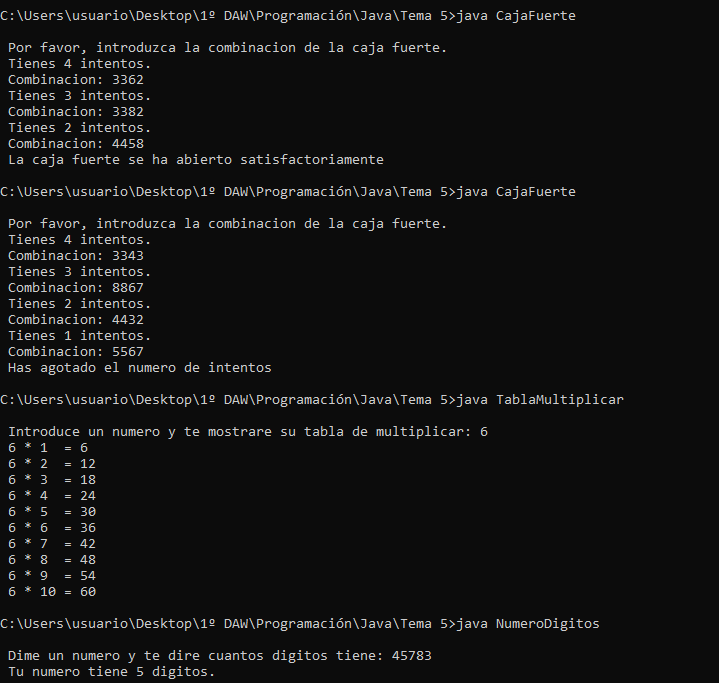 C:\Users\usuario\Desktop\1º DAW\Programación\Java\Tema 5>java CajaFuerte
Por favor, introduzca la combinacion de la caja fuerte.
Tienes 4 intentos.
Combinacion: 3362
Tienes 3 intentos.
Combinacion: 3382
Tienes 2 intentos.
Combinacion: 4458
La caja fuerte se ha abierto satisfactoriamente
C:\Users\usuario\Desktop\1º DAW\Programación\Java\Tema 5>java CajaFuerte
Por favor, introduzca la combinacion de la caja fuerte.
Tienes 4 intentos.
Combinacion: 3343
Tienes 3 intentos.
Combinacion: 8867
Tienes 2 intentos.
Combinacion: 4432
Tienes 1 intentos.
Combinacion: 5567
Has agotado el numero de intentos
C:\Users\usuario\Desktop\1º DAW\Programación\Java\Tema 5>java TablaMultiplicar
Introduce un numero y te mostrare su tabla de multiplicar: 6
6 * 1  = 6
6 * 2  = 12
6 * 3  = 18
6 * 4  = 24
6 * 5  = 30
6 * 6  = 36
6 * 7  = 42
6 * 8  = 48
6 * 9  = 54
6 * 10 = 60
C:\Users\usuario\Desktop\1º DAW\Programación\Java\Tema 5>java NumeroDigitos
Dime un numero y te dire cuantos digitos tiene: 45783
Tu numero tiene 5 digitos.